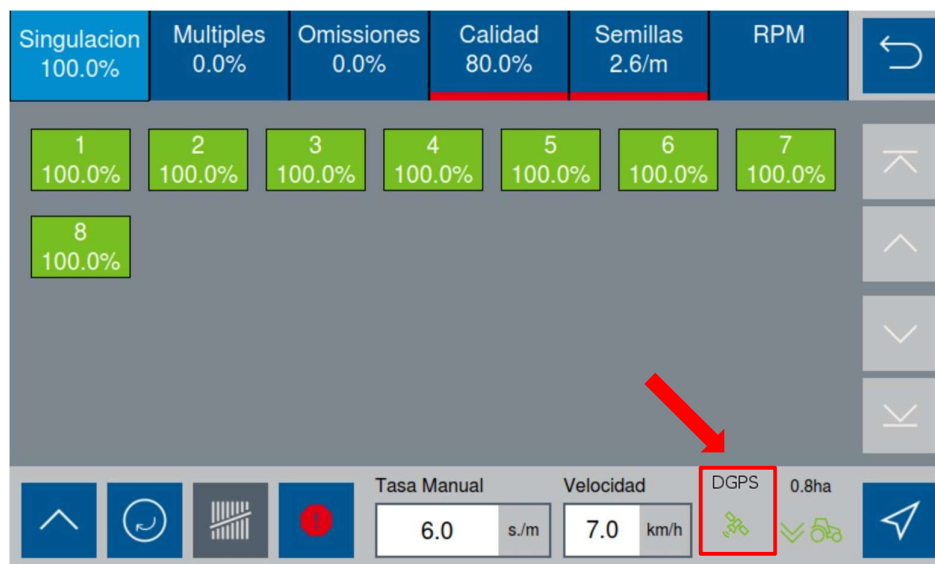 Singulacion Multiples Omissiones Calidad Semillas RPM
100.0% 0.0% 0.0% 80.0% 2.6/m
1 2 3 4 5 6 7
100.0% 100.0% 100.0% 100.0% 100.0% 100.0% 100.0%
8
100.0%
Tasa Manual Velocidad DGPS 0.8ha
6.0 s./m 7.0 km/h